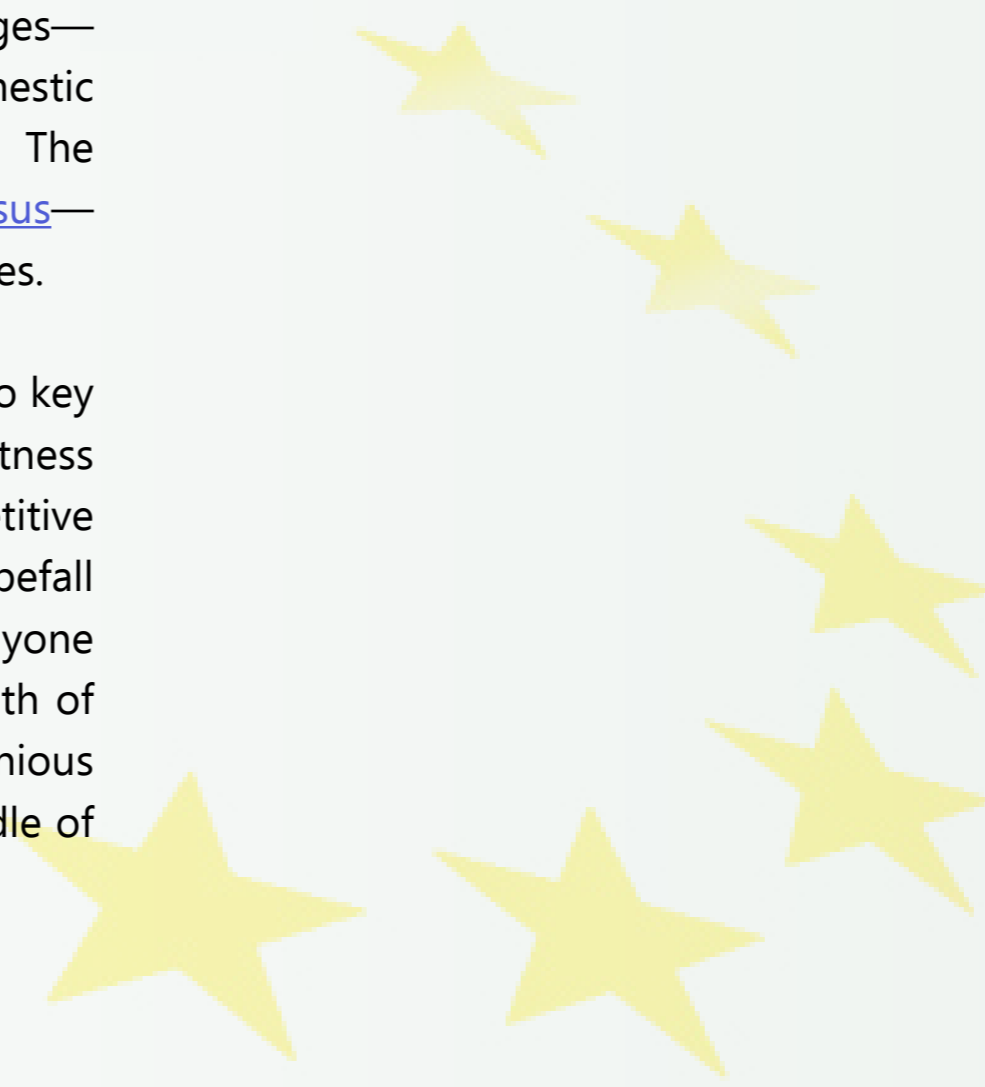 ges—
nestic
The
sus—
es.
o key
tness
titive
befall
yone
th of
nious
dle of